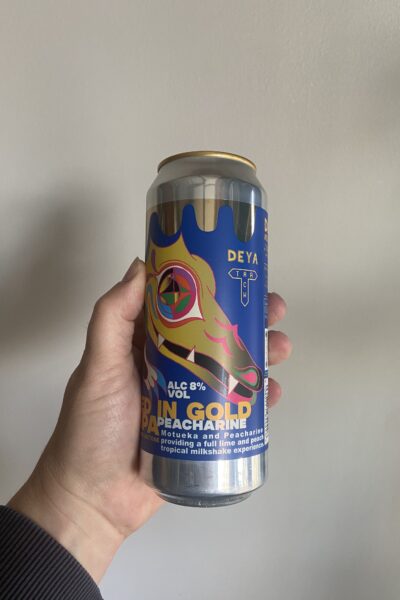 DEYA
TRACK
ALC 8%
VOL
IN GOLD
PA PEACHARINE
Motueka and Peacharine
providing a full lime and peach
tropical milkshake experience